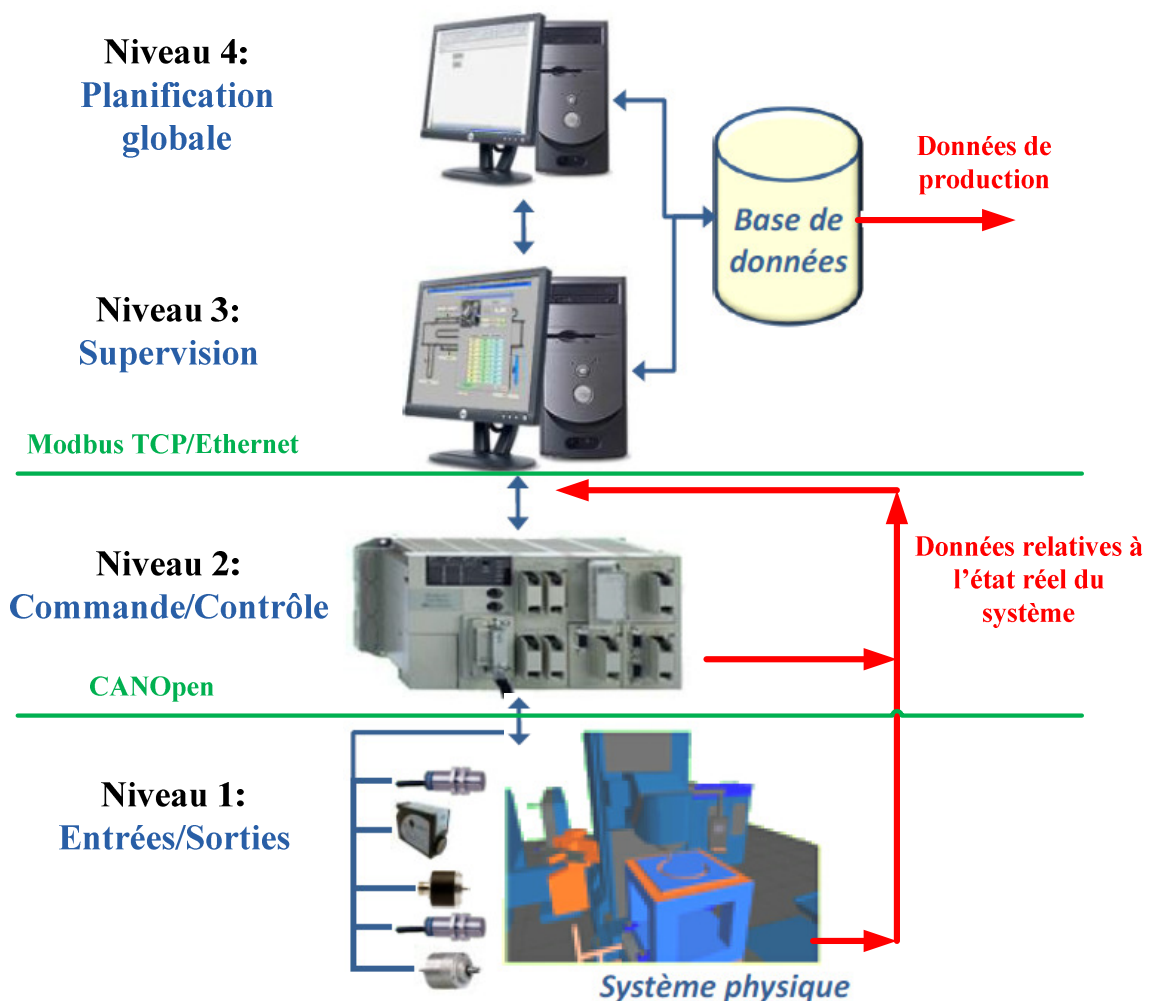 Niveau 4:
Planification
globale
Données de
production
Base de
données
Niveau 3:
Supervision
Modbus TCP/Ethernet
Niveau 2:
Commande/Contrôle
Données relatives à
l’état réel du
système
CANOpen
Niveau 1:
Entrées/Sorties
Système physique